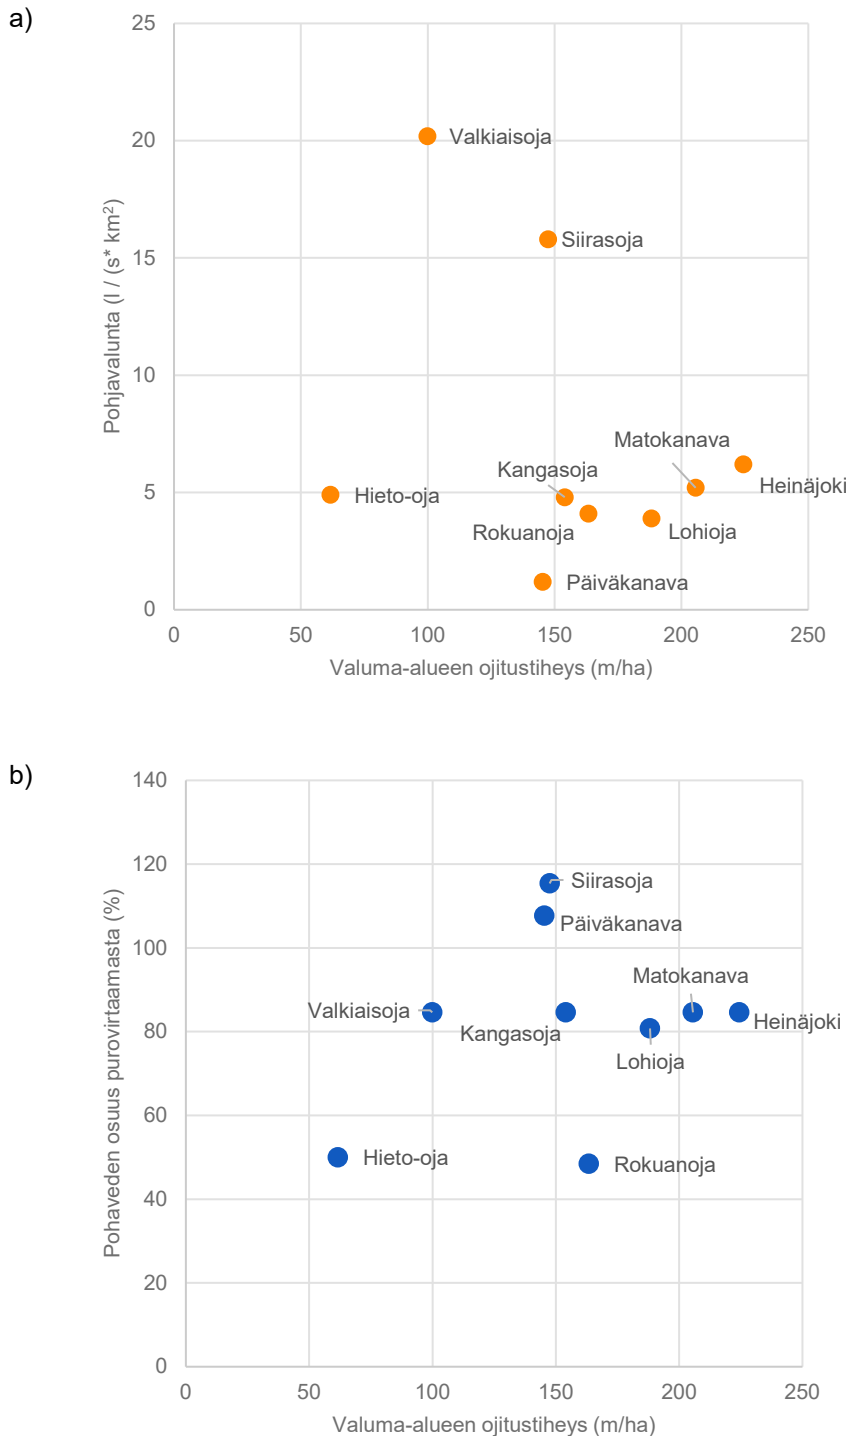 a)
25
20
15
10
5
0
Pohjavalunta (l / (s* km²)
Valkiaisoja
Siirasoja
Matokanava
Kangasoja
Heinäjoki
Hieto-oja
Rokuanoja
Lohioja
Päiväkanava
0 50 100 150 200 250
Valuma-alueen ojitustiheys (m/ha)
b)
140
120
100
80
60
40
20
0
Pohaveden osuus purovirtaamasta (%)
Siirasoja
Päiväkanava
Matokanava
Valkiaisoja
Heinäjoki
Kangasoja
Lohioja
Hieto-oja
Rokuanoja
0 50 100 150 200 250
Valuma-alueen ojitustiheys (m/ha)